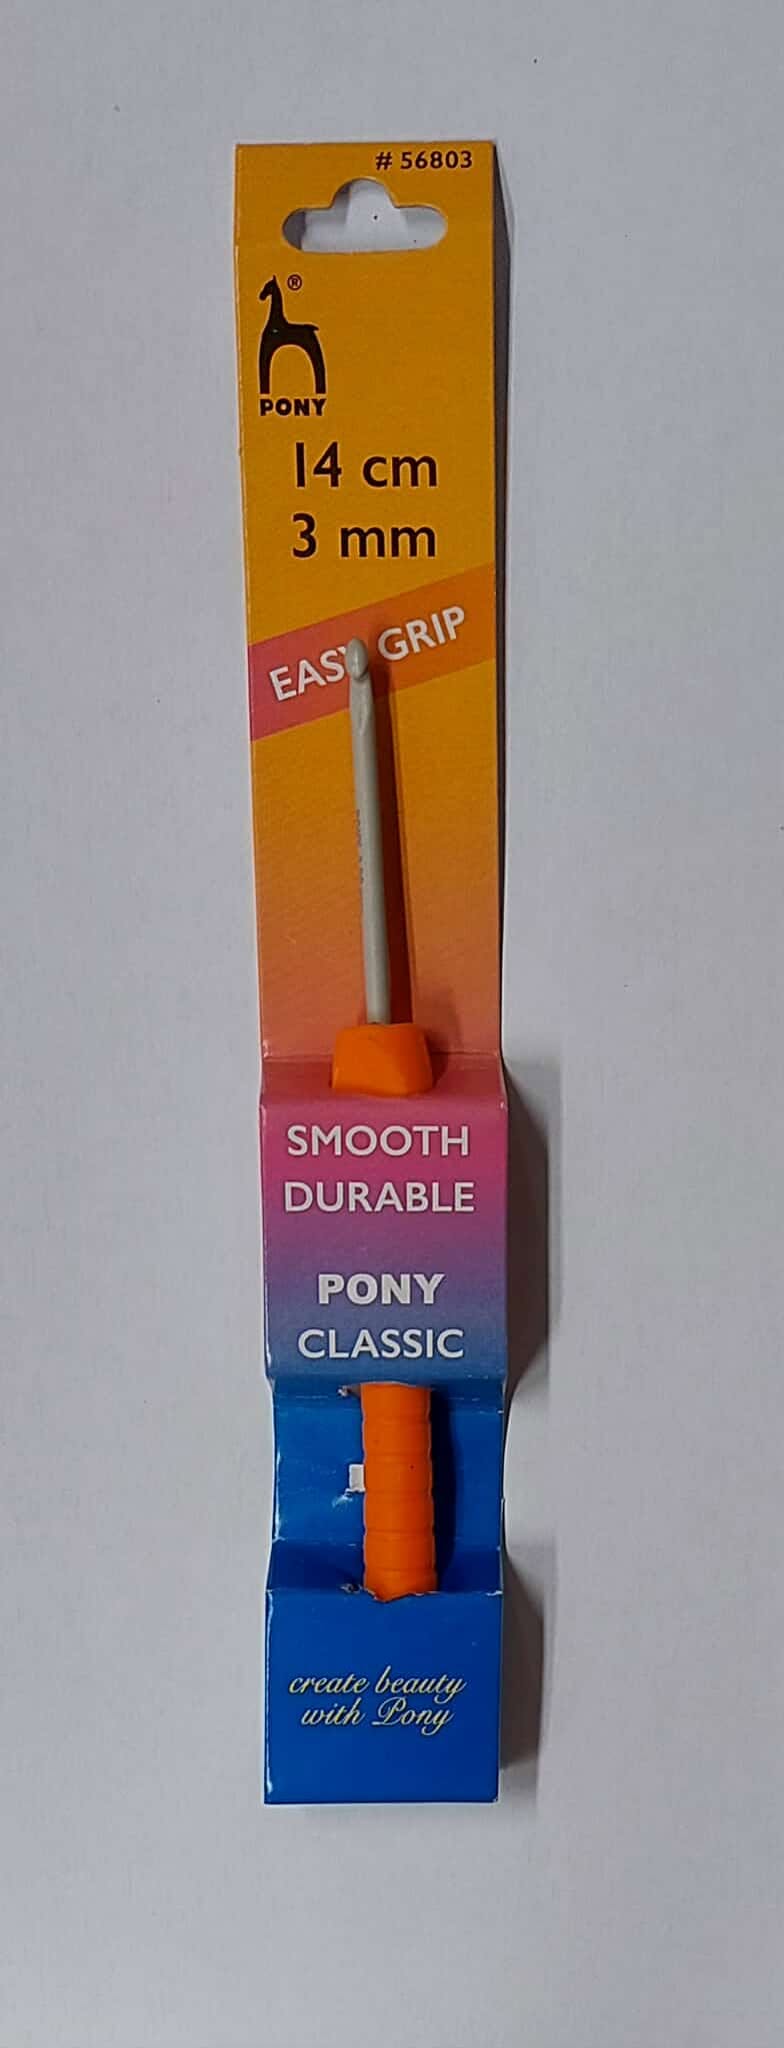 # 56803
®
PONY
14 cm
3 mm
EASY GRIP
SMOOTH
DURABLE
PONY
CLASSIC
create beauty
with Pony